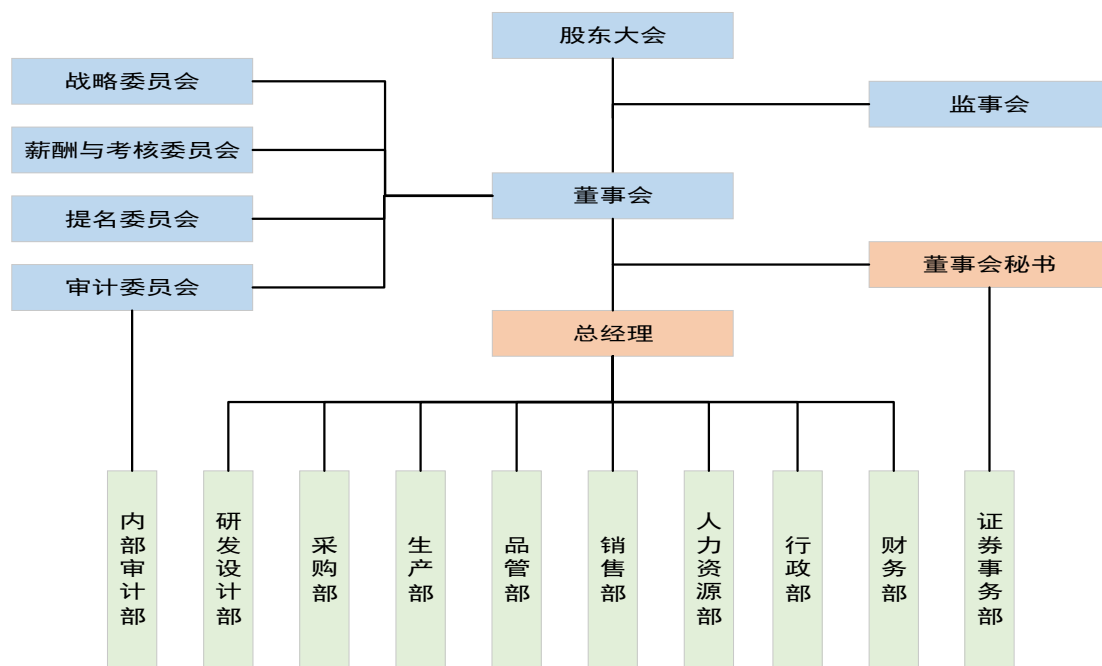 股东大会
战略委员会
监事会
薪酬与考核委员会
董事会
提名委员会
董事会秘书
审计委员会
总经理
内部审计部
研发设计部
采购部
生产部
品管部
销售部
人力资源部
行政部
财务部
证券事务部